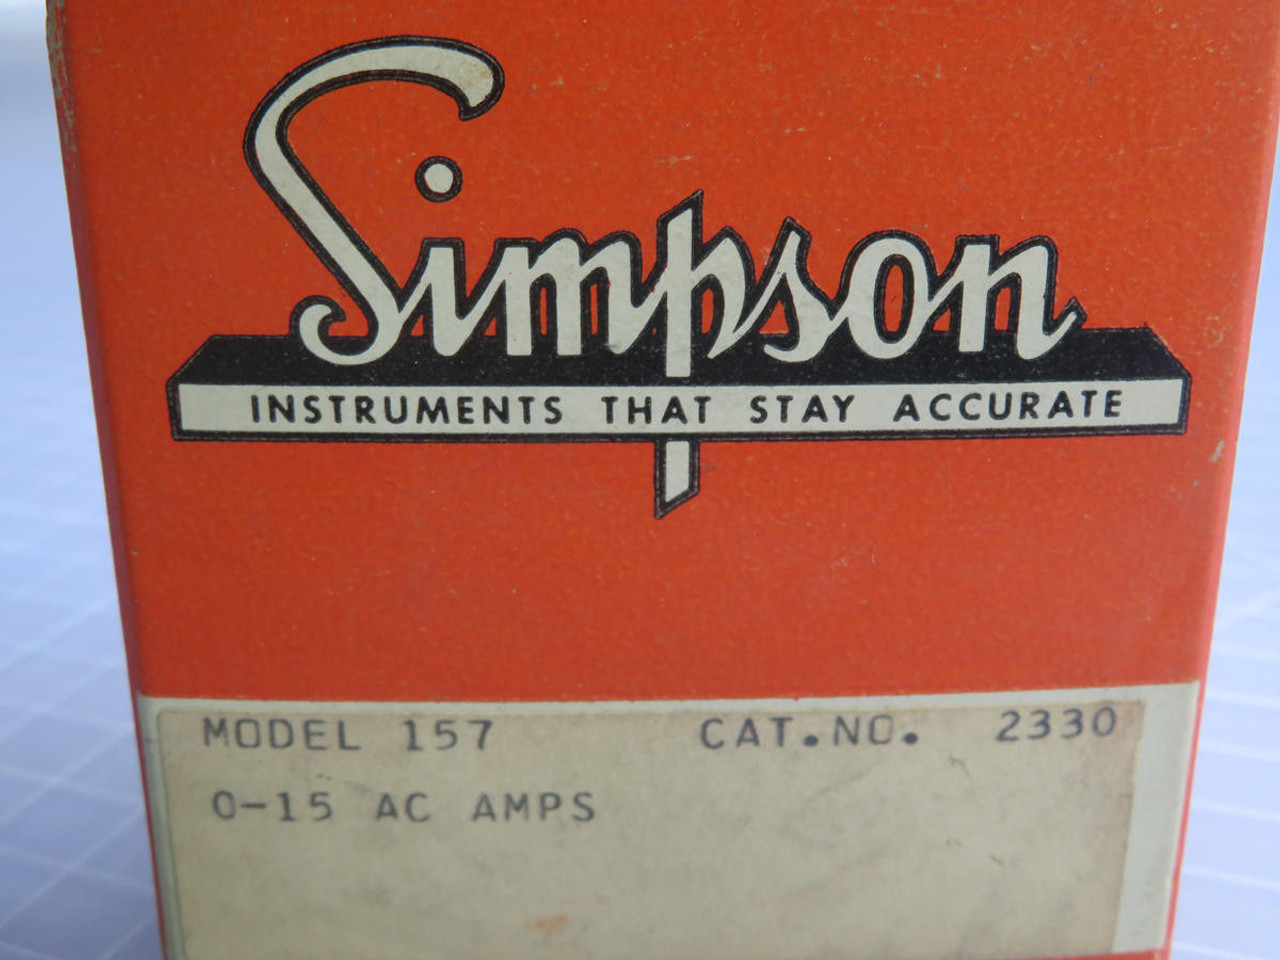 Simpson
INSTRUMENTS THAT STAY ACCURATE
MODEL 157 CAT.NO. 2330
0-15 AC AMPS